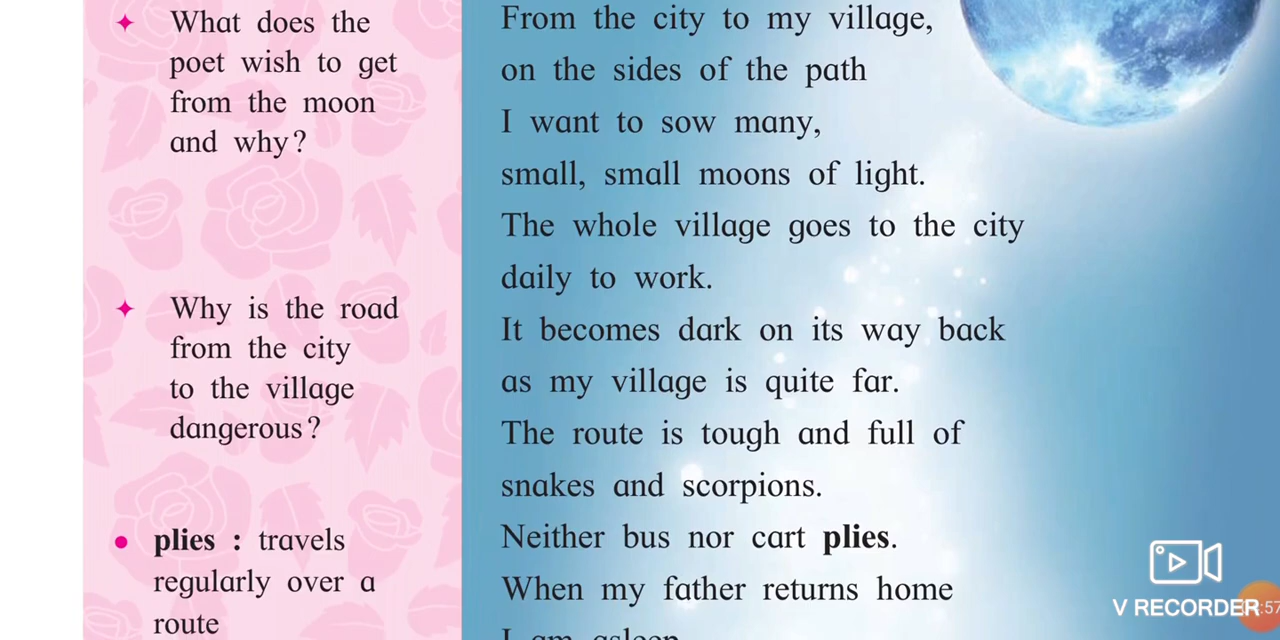 ✦ What does the
poet wish to get
from the moon
and why?
✦ Why is the road
from the city
to the village
dangerous?
• plies : travels
regularly over a
route
From the city to my village,
on the sides of the path
I want to sow many,
small, small moons of light.
The whole village goes to the city
daily to work.
It becomes dark on its way back
as my village is quite far.
The route is tough and full of
snakes and scorpions.
Neither bus nor cart plies.
When my father returns home
I am asleep
V RECORDER
:57